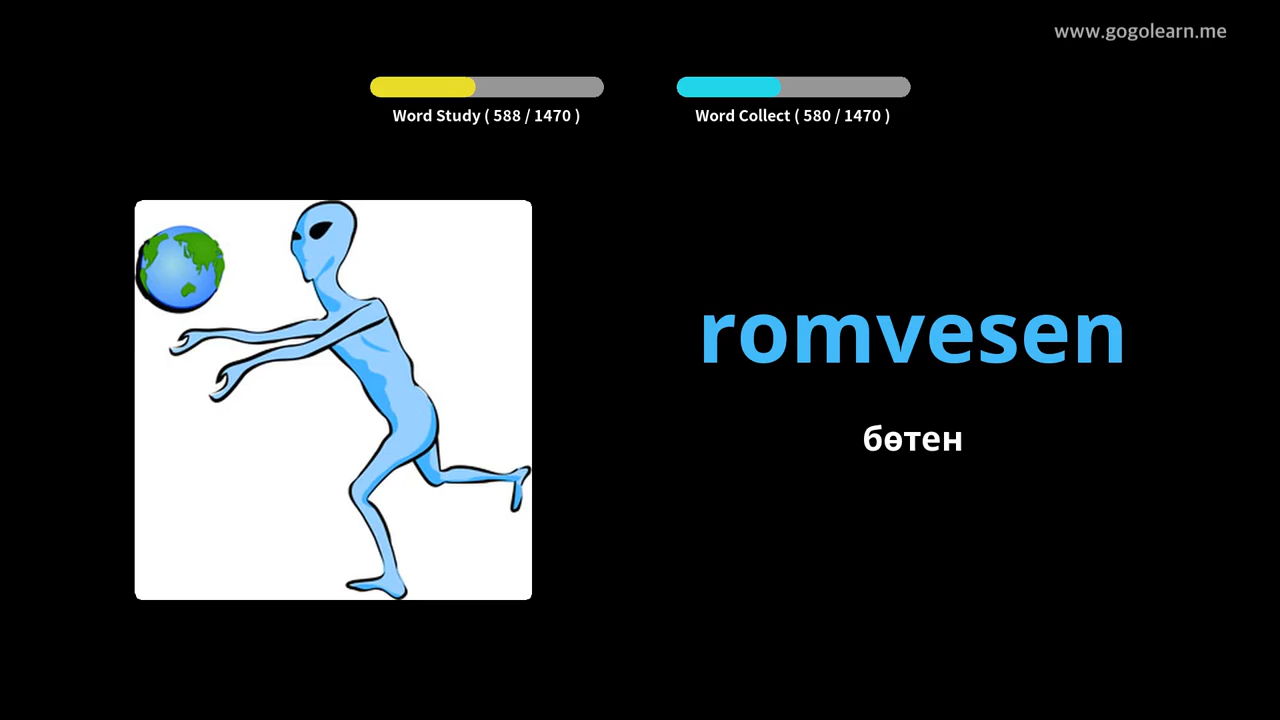 www.gogolearn.me
Word Study ( 588 / 1470 )
Word Collect ( 580 / 1470 )
romvesen
бөтен